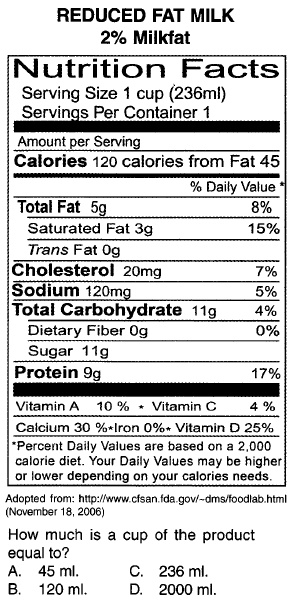 REDUCED FAT MILK
2% Milkfat
Nutrition Facts
Serving Size 1 cup (236ml)
Servings Per Container 1
Amount per Serving
Calories 120 calories from Fat 45
% Daily Value *
Total Fat 5g 8%
Saturated Fat 3g 15%
Trans Fat 0g
Cholesterol 20mg 7%
Sodium 120mg 5%
Total Carbohydrate 11g 4%
Dietary Fiber 0g 0%
Sugar 11g
Protein 9g 17%
Vitamin A 10 % * Vitamin C 4 %
Calcium 30 %*Iron 0%* Vitamin D 25%
*Percent Daily Values are based on a 2,000
calorie diet. Your Daily Values may be higher
or lower depending on your calories needs.
Adopted from: http://www.cfsan.fda.gov/~dms/foodlab.html
(November 18, 2006)
How much is a cup of the product
equal to?
A. 45 ml. C. 236 ml.
B. 120 ml. D. 2000 ml.